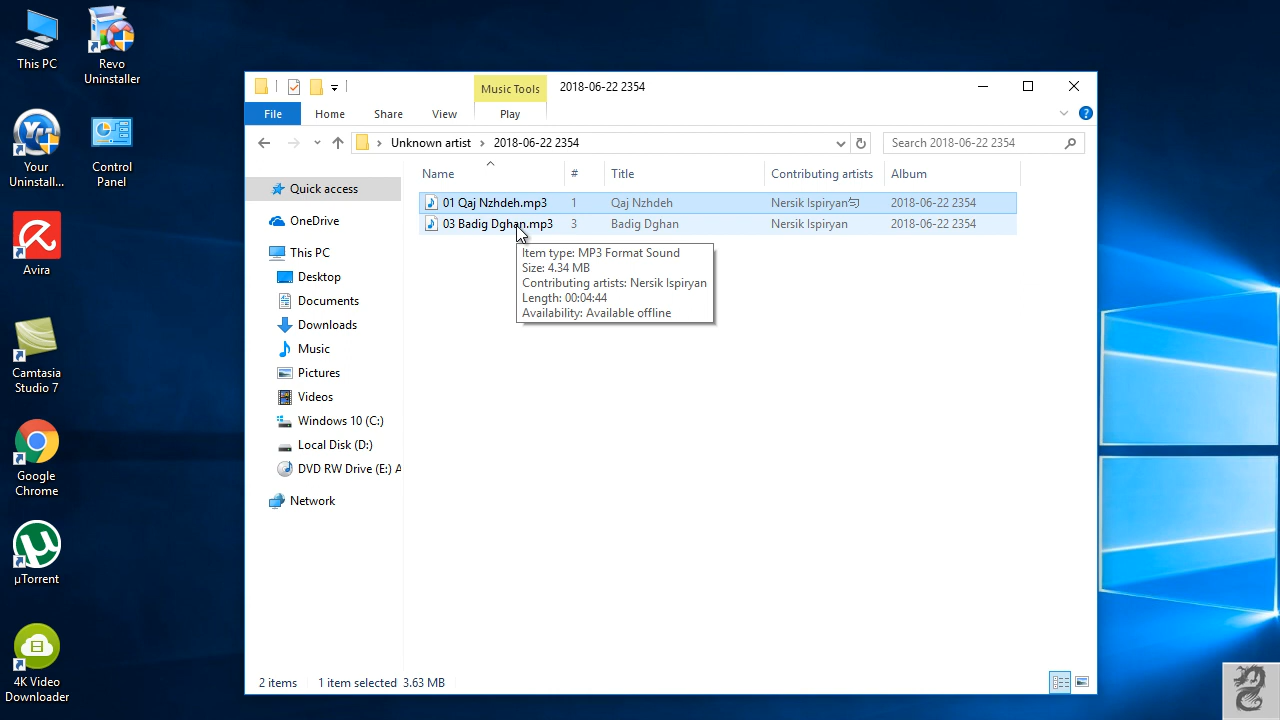 This PC
Revo
Uninstaller
Your
Uninstall...
Control
Panel
Avira
Camtasia
Studio 7
Google
Chrome
µTorrent
4K Video
Downloader
Music Tools
2018-06-22 2354
File
Home
Share
View
Play
Unknown artist
2018-06-22 2354
Search 2018-06-22 2354
Quick access
OneDrive
This PC
Desktop
Documents
Downloads
Music
Pictures
Videos
Windows 10 (C:)
Local Disk (D:)
DVD RW Drive (E:) A
Network
Name # Title Contributing artists Album
01 Qaj Nzhdeh.mp3 1 Qaj Nzhdeh Nersik Ispiryan 2018-06-22 2354
03 Badig Dghan.mp3 3 Badig Dghan Nersik Ispiryan 2018-06-22 2354
Item type: MP3 Format Sound
Size: 4.34 MB
Contributing artists: Nersik Ispiryan
Length: 00:04:44
Availability: Available offline
2 items 1 item selected 3.63 MB